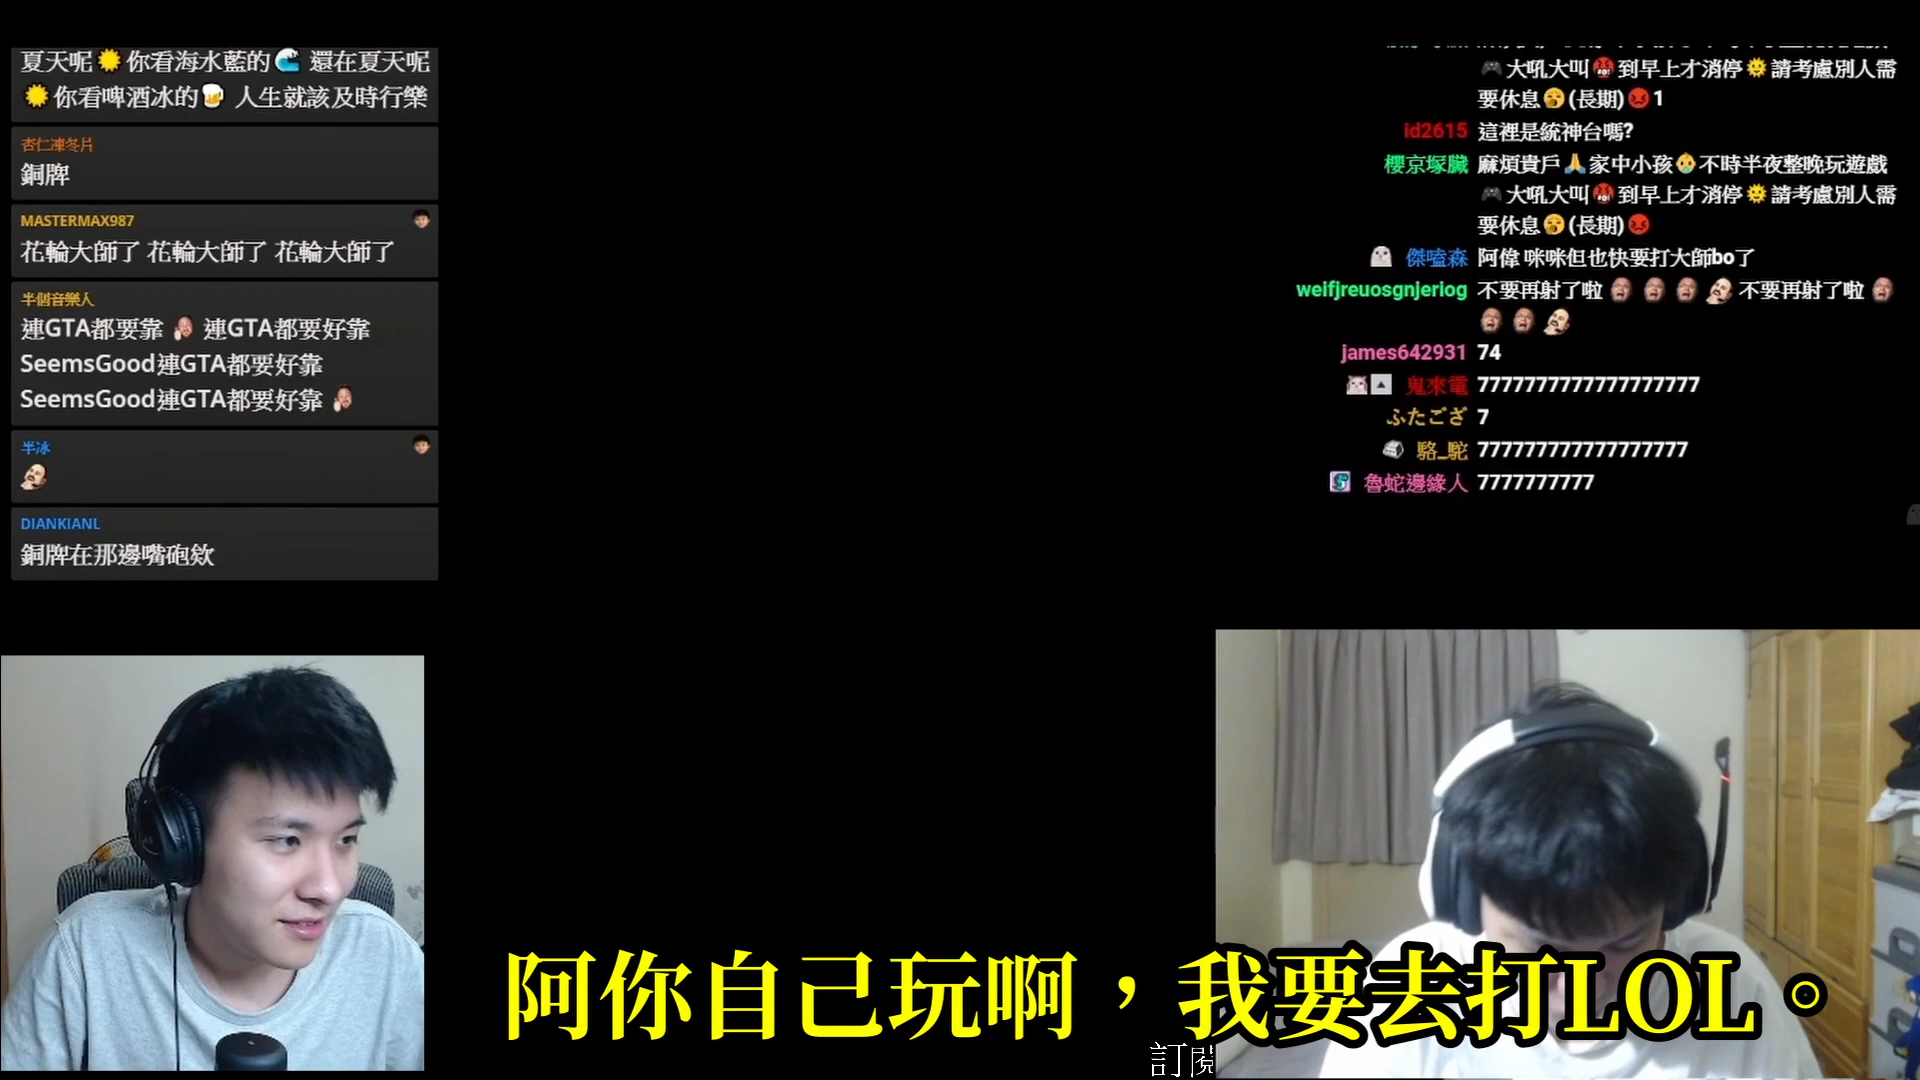 夏天呢☀️你看海水藍的🌊 還在夏天呢
☀️你看啤酒冰的🍺 人生就該及時行樂
杏仁凍冬片
銅牌
MASTERMAX987
花輪大師了 花輪大師了 花輪大師了
半個音樂人
連GTA都要靠 連GTA都要好靠
SeemsGood連GTA都要好靠
SeemsGood連GTA都要好靠
半冰
DIANKIANL
銅牌在那邊嘴砲欸
🎮大吼大叫🤬到早上才消停🌞請考慮別人需
要休息🥱(長期)😡1
id2615 這裡是統神台嗎?
櫻京塚臟 麻煩貴戶🙏家中小孩👶不時半夜整晚玩遊戲
🎮大吼大叫🤬到早上才消停🌞請考慮別人需
要休息🥱(長期)😡
傑嗑森 阿偉 咪咪但也快要打大師bo了
weifjreuosgnjerlog 不要再射了啦 不要再射了啦
james642931 74
鬼來電 7777777777777777777
ふたござ 7
駱_駝 777777777777777777
魯蛇邊緣人 7777777777
阿你自己玩啊，我要去打LOL。
訂閱